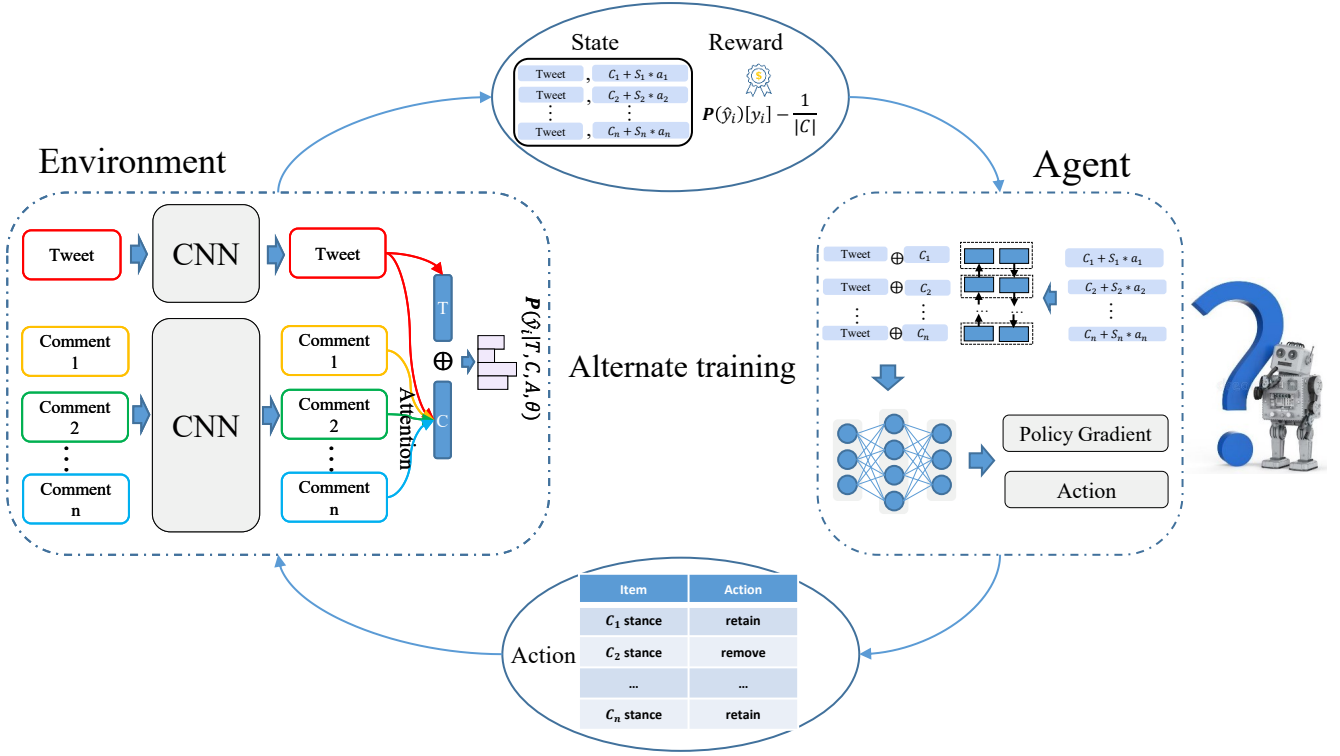 State
Reward
Tweet , C₁ + S₁ * a₁
Tweet , C₂ + S₂ * a₂
⋮ ⋮
Tweet , Cₙ + Sₙ * aₙ
$
P(ŷᵢ)[yᵢ] − 1/|C|
Environment
Tweet
CNN
Tweet
Comment
1
Comment
2
Comment
n
CNN
Comment
1
Comment
2
Comment
n
Attention
T
⊕
C
P(ŷᵢ|T, C, A, θ)
Alternate training
Agent
Tweet ⊕ C₁
Tweet ⊕ C₂
⋮ ⋮
Tweet ⊕ Cₙ
C₁ + S₁ * a₁
C₂ + S₂ * a₂
⋮
Cₙ + Sₙ * aₙ
Policy Gradient
Action
?
Action
Item Action
C₁ stance retain
C₂ stance remove
... ...
Cₙ stance retain